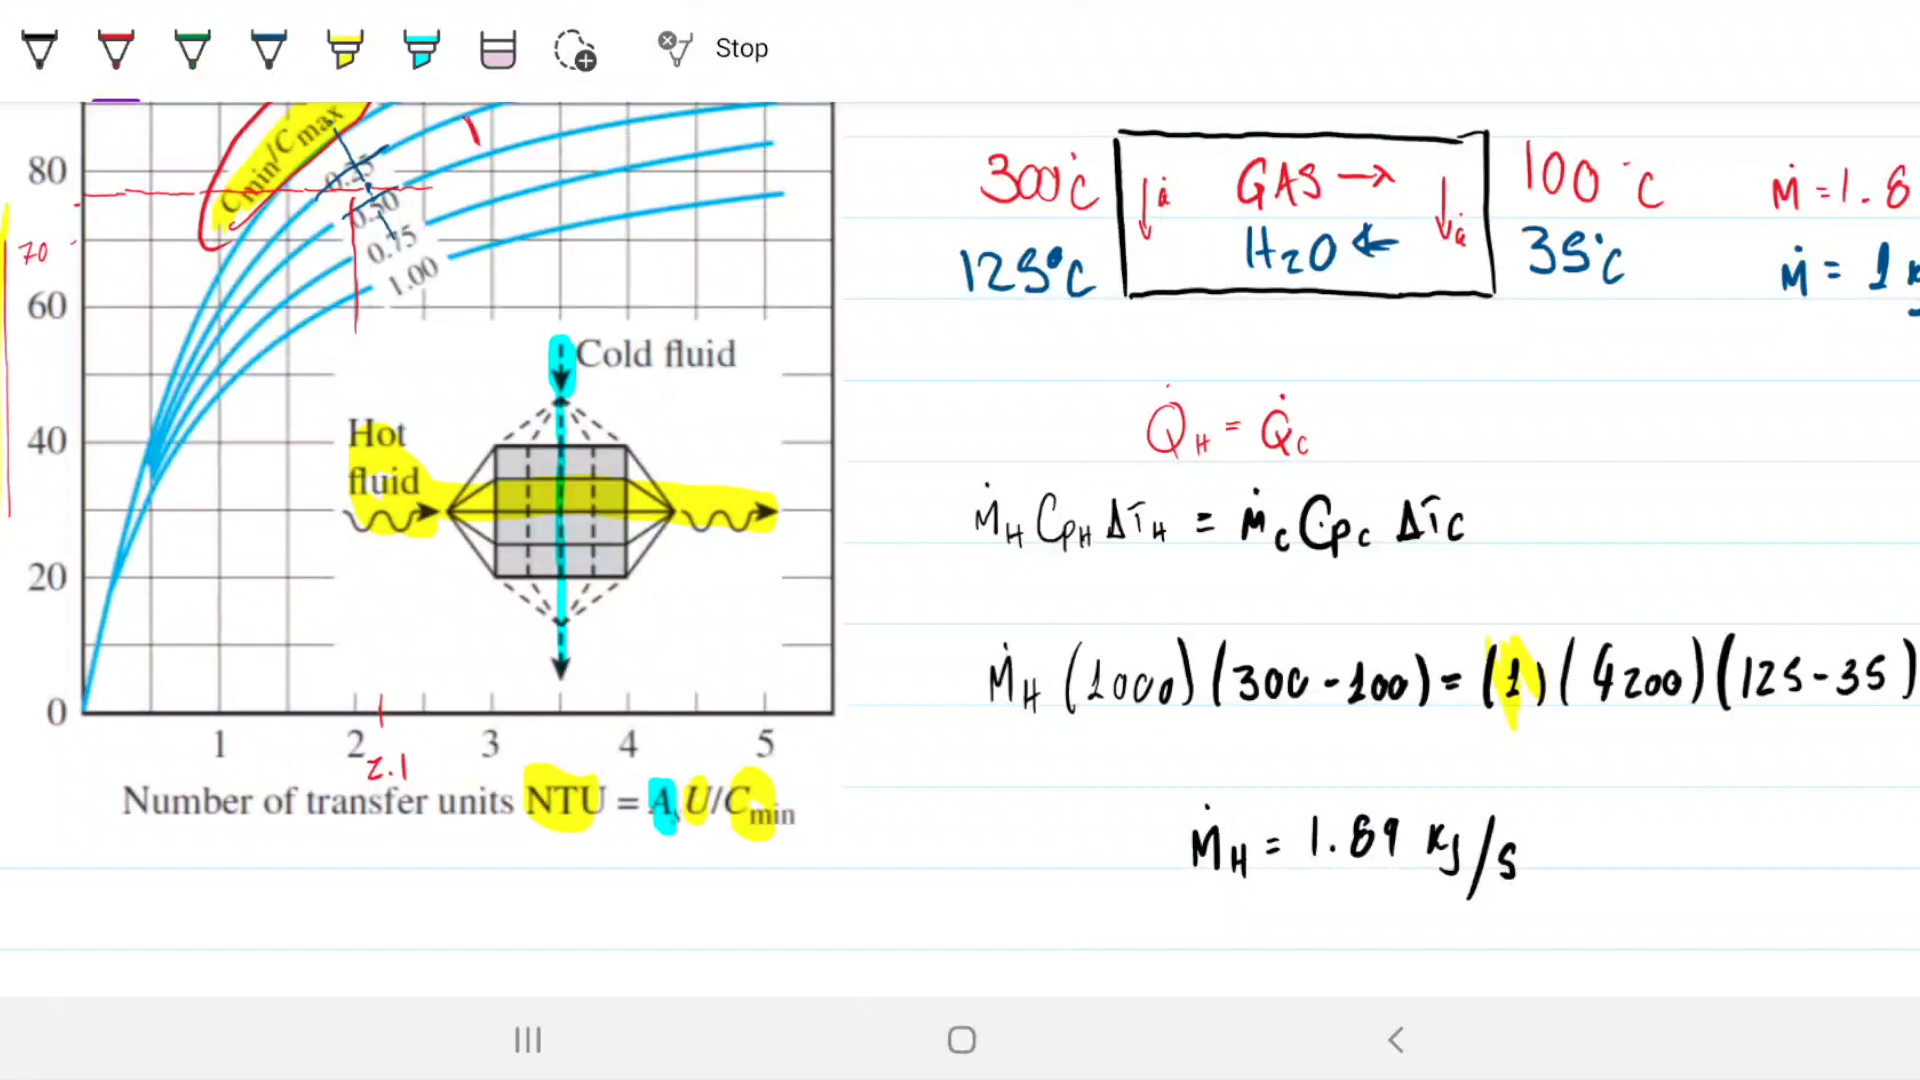 Stop
Cmin/Cmax
80
70
60
40
20
0
0.25
0.50
0.75
1.00
Cold fluid
Hot
fluid
1 2 3 4 5
2.1
Number of transfer units NTU = AsU/Cmin
300°C GAS → 100°C ṁ = 1.8
125°C H2O ← 35°C ṁ = 1 k
Q̇H = Q̇C
ṁH CPH ΔTH = ṁC CPC ΔTC
ṁH (1000)(300-100) = (1)(4200)(125-35)
ṁH = 1.89 kg/s